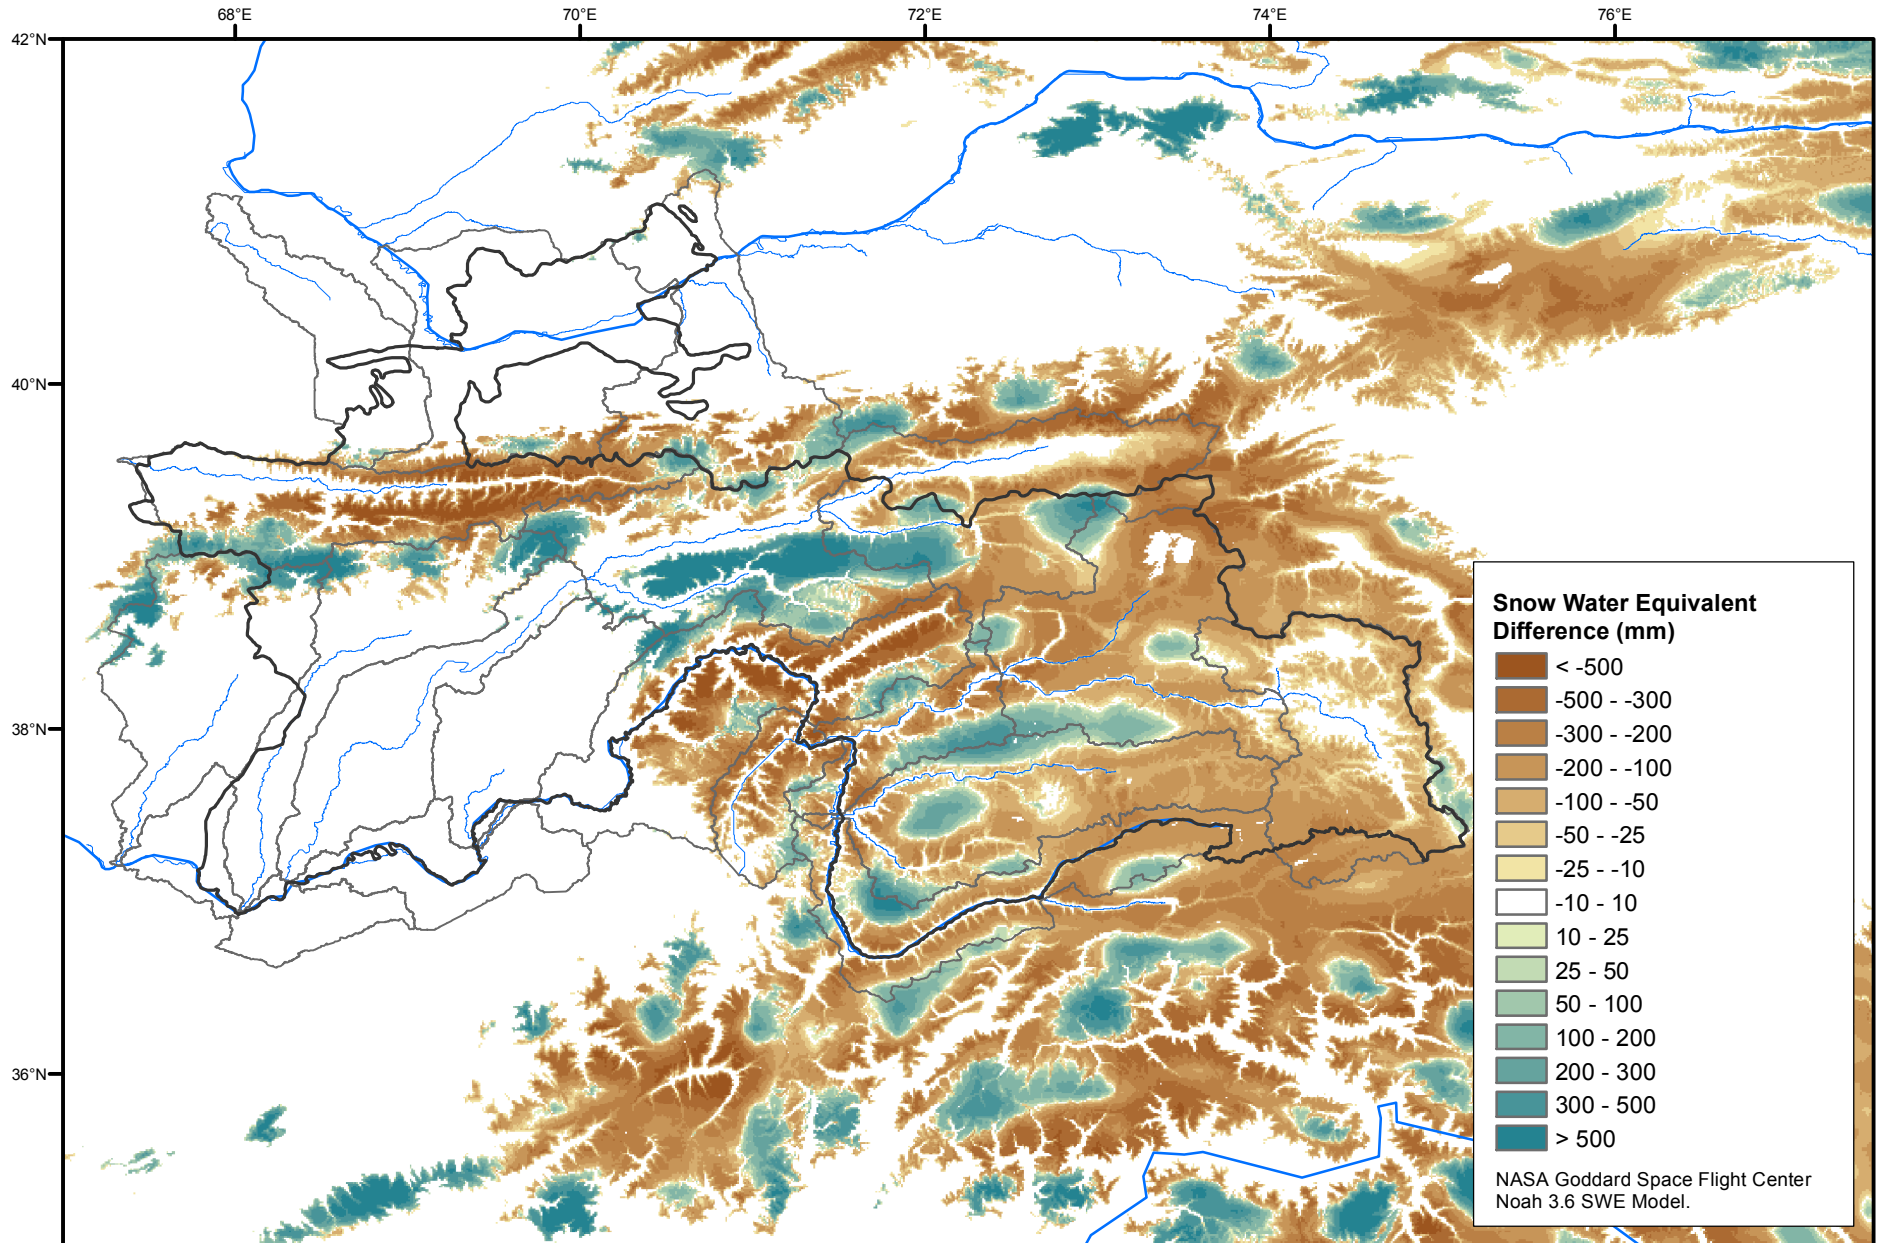 68°E
70°E
72°E
74°E
76°E
42°N
40°N
38°N
36°N
Snow Water Equivalent
Difference (mm)
< -500
-500 - -300
-300 - -200
-200 - -100
-100 - -50
-50 - -25
-25 - -10
-10 - 10
10 - 25
25 - 50
50 - 100
100 - 200
200 - 300
300 - 500
> 500
NASA Goddard Space Flight Center
Noah 3.6 SWE Model.